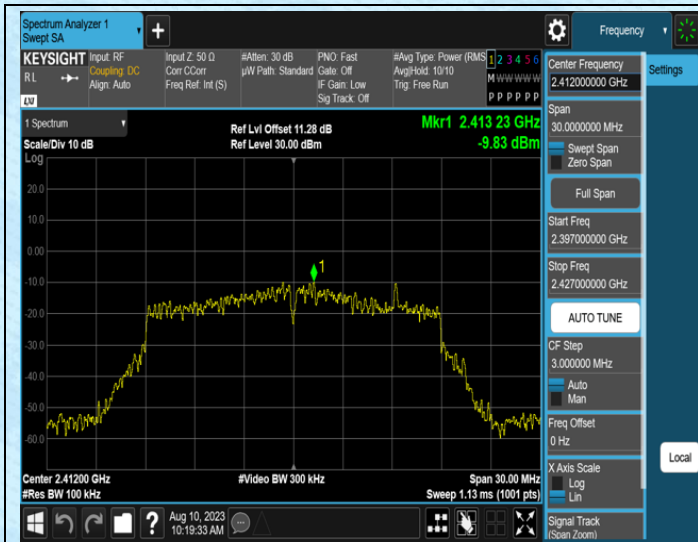 Spectrum Analyzer 1
Swept SA
Frequency
KEYSIGHT
R L
LXI
Input: RF
Coupling: DC
Align: Auto
Input Z: 50 Ω
Corr CCorr
Freq Ref: Int (S)
#Atten: 30 dB
µW Path: Standard
PNO: Fast
Gate: Off
IF Gain: Low
Sig Track: Off
#Avg Type: Power (RMS
Avg|Hold: 10/10
Trig: Free Run
1 2 3 4 5 6
M W W W W W
P P P P P P
1 Spectrum
Scale/Div 10 dB
Log
Ref Lvl Offset 11.28 dB
Ref Level 30.00 dBm
Mkr1 2.413 23 GHz
-9.83 dBm
20.0
10.0
0.00
-10.0
-20.0
-30.0
-40.0
-50.0
-60.0
1
Center 2.41200 GHz
#Res BW 100 kHz
#Video BW 300 kHz
Span 30.00 MHz
Sweep 1.13 ms (1001 pts)
Aug 10, 2023
10:19:33 AM
Center Frequency
2.412000000 GHz
Settings
Span
30.0000000 MHz
Swept Span
Zero Span
Full Span
Start Freq
2.397000000 GHz
Stop Freq
2.427000000 GHz
AUTO TUNE
CF Step
3.000000 MHz
Auto
Man
Freq Offset
0 Hz
X Axis Scale
Log
Lin
Local
Signal Track
(Span Zoom)